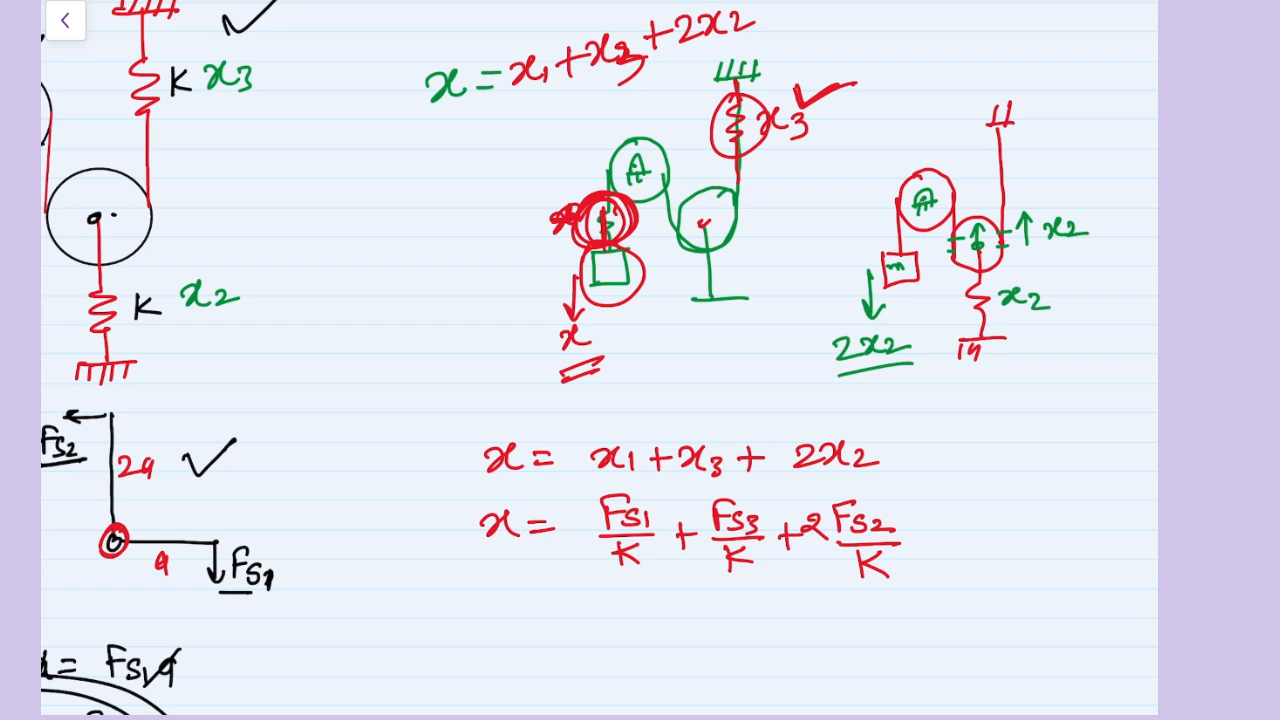 x = x1 + x3 + 2x2
K x3
x3
A
A
x2
m
K x2
x2
x
2x2
Fs2
2a
x = x1 + x3 + 2x2
x = Fs1/K + Fs3/K + 2 Fs2/K
a
Fs1
= Fs1 a